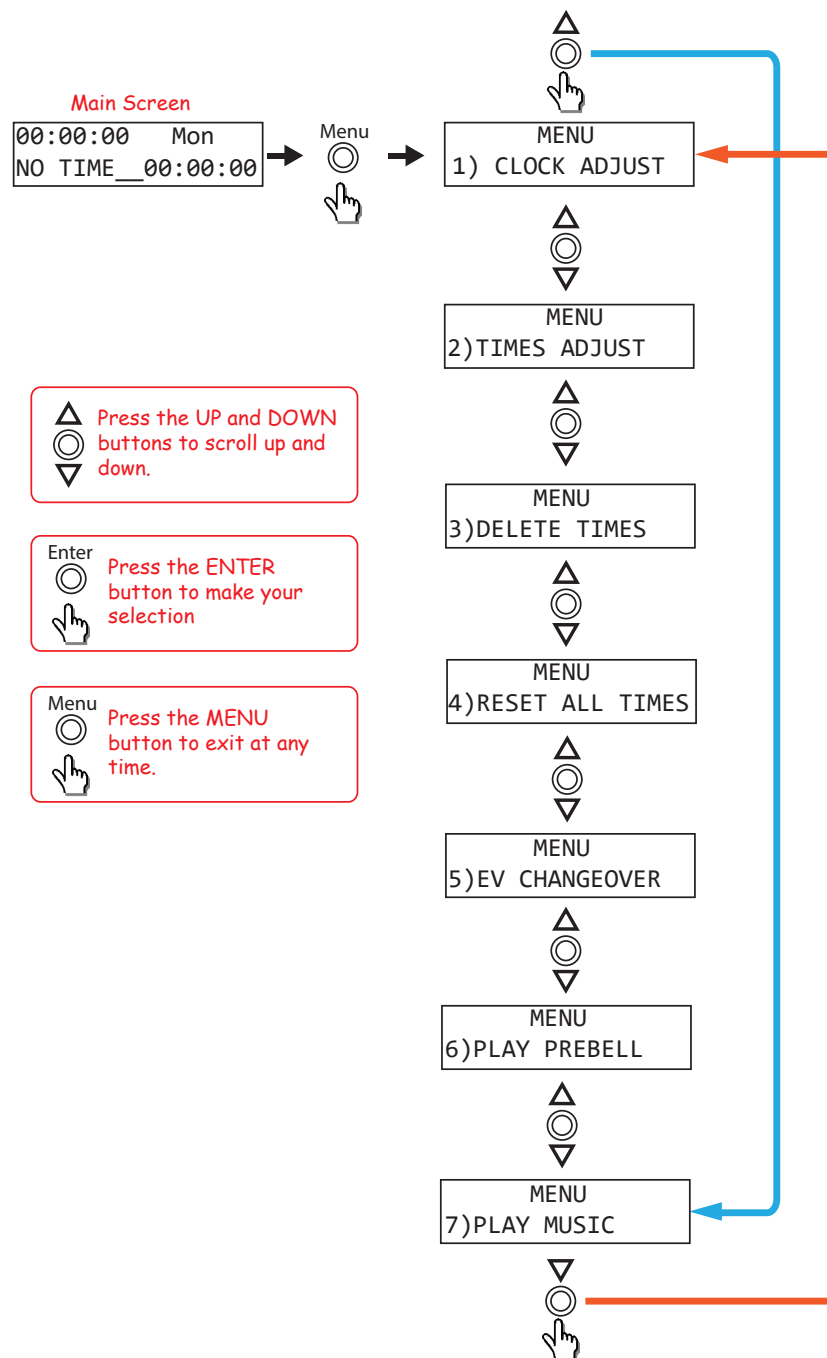 Main Screen
00:00:00 Mon
NO TIME__00:00:00
Menu
MENU
1) CLOCK ADJUST
MENU
2)TIMES ADJUST
Press the UP and DOWN
buttons to scroll up and
down.
MENU
3)DELETE TIMES
Enter
Press the ENTER
button to make your
selection
MENU
4)RESET ALL TIMES
Menu
Press the MENU
button to exit at any
time.
MENU
5)EV CHANGEOVER
MENU
6)PLAY PREBELL
MENU
7)PLAY MUSIC